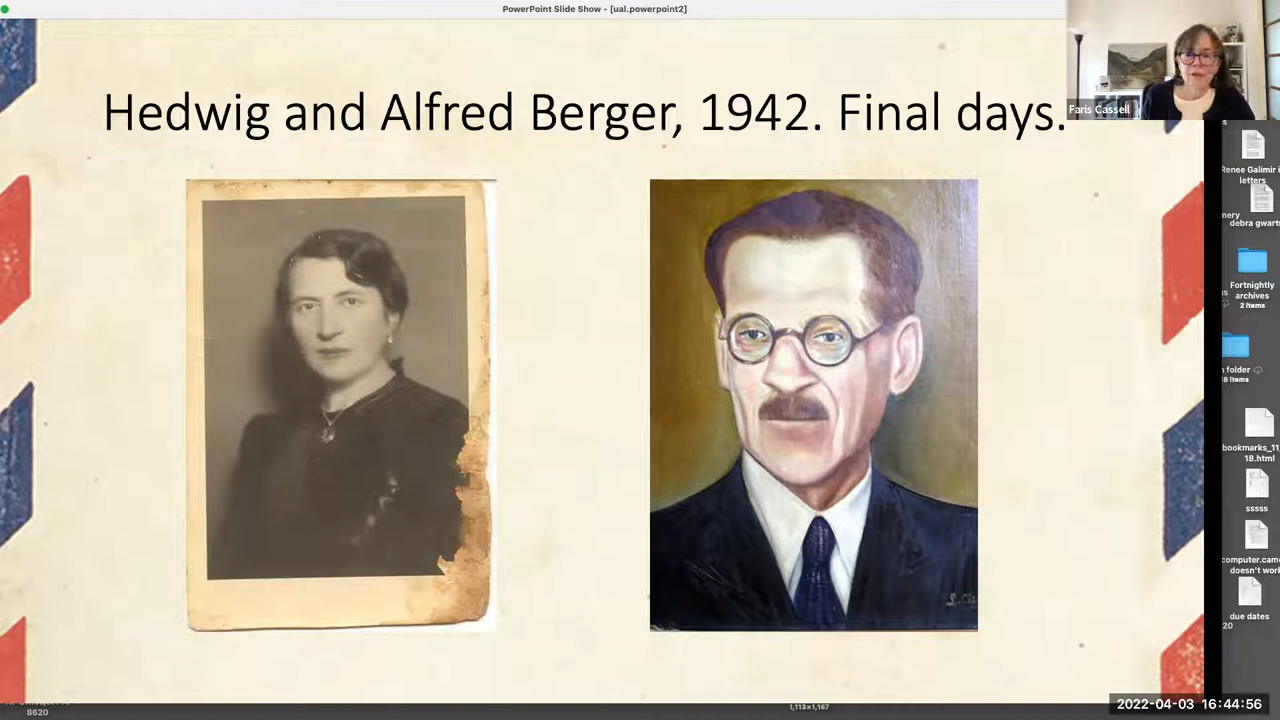 PowerPoint Slide Show - [ual.powerpoint2]
Hedwig and Alfred Berger, 1942. Final days.
Faris Cassell
Renee Galimir i
letters
nery
debra gwart
Fortnightly
archives
2 items
n folder
8 items
bookmarks_11
18.html
sssss
computer.came
doesn't work
due dates
20
8620
1,113×1,167
2022-04-03 16:44:56